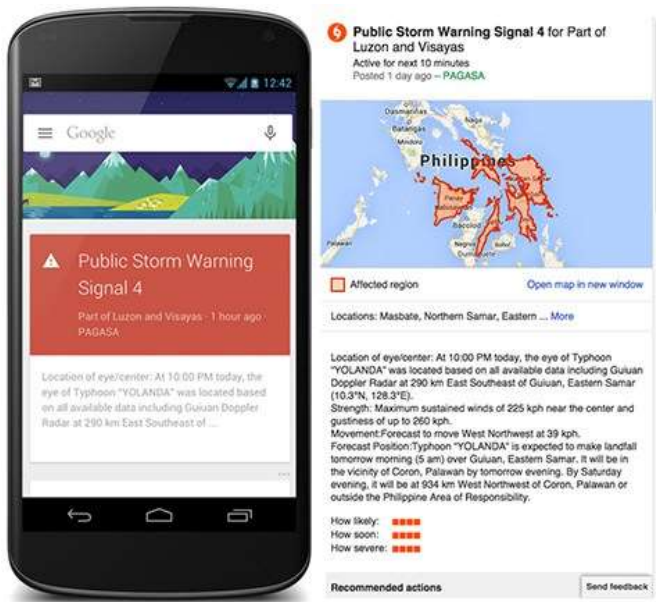 12:42
Google
Public Storm Warning
Signal 4
Part of Luzon and Visayas · 1 hour ago ·
PAGASA
Location of eye/center: At 10:00 PM today, the
eye of Typhoon "YOLANDA" was located based
on all available data including Guiuan Doppler
Radar at 290 km East Southeast of ...
Public Storm Warning Signal 4 for Part of
Luzon and Visayas
Active for next 10 minutes
Posted 1 day ago – PAGASA
Dasmariñas
Batangas
Naga
Mindoro
Philippines
Panay
Bacolod
Negros
Bohol
Dumaguete
Palawan
Affected region
Open map in new window
Locations: Masbate, Northern Samar, Eastern ... More
Location of eye/center: At 10:00 PM today, the eye of Typhoon
"YOLANDA" was located based on all available data including Guiuan
Doppler Radar at 290 km East Southeast of Guiuan, Eastern Samar
(10.3°N, 128.3°E).
Strength: Maximum sustained winds of 225 kph near the center and
gustiness of up to 260 kph.
Movement:Forecast to move West Northwest at 39 kph.
Forecast Position:Typhoon "YOLANDA" is expected to make landfall
tomorrow morning (5 am) over Guiuan, Eastern Samar. It will be in
the vicinity of Coron, Palawan by tomorrow evening. By Saturday
evening, it will be at 934 km West Northwest of Coron, Palawan or
outside the Philippine Area of Responsibility.
How likely:
How soon:
How severe:
Recommended actions
Send feedback